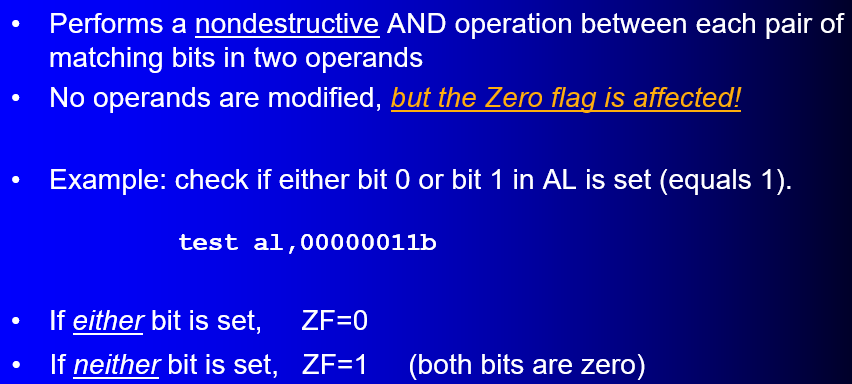 • Performs a nondestructive AND operation between each pair of
matching bits in two operands
• No operands are modified, but the Zero flag is affected!
• Example: check if either bit 0 or bit 1 in AL is set (equals 1).
test al,00000011b
• If either bit is set, ZF=0
• If neither bit is set, ZF=1 (both bits are zero)